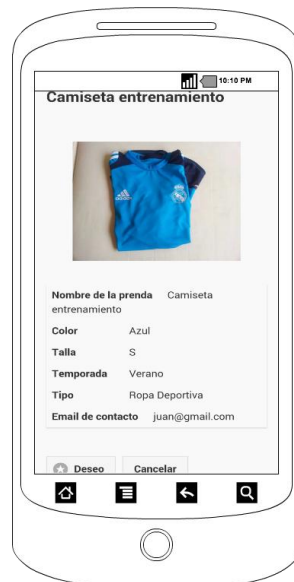 10:10 PM
Camiseta entrenamiento
adidas
Nombre de la prenda Camiseta
entrenamiento
Color Azul
Talla S
Temporada Verano
Tipo Ropa Deportiva
Email de contacto juan@gmail.com
Deseo Cancelar